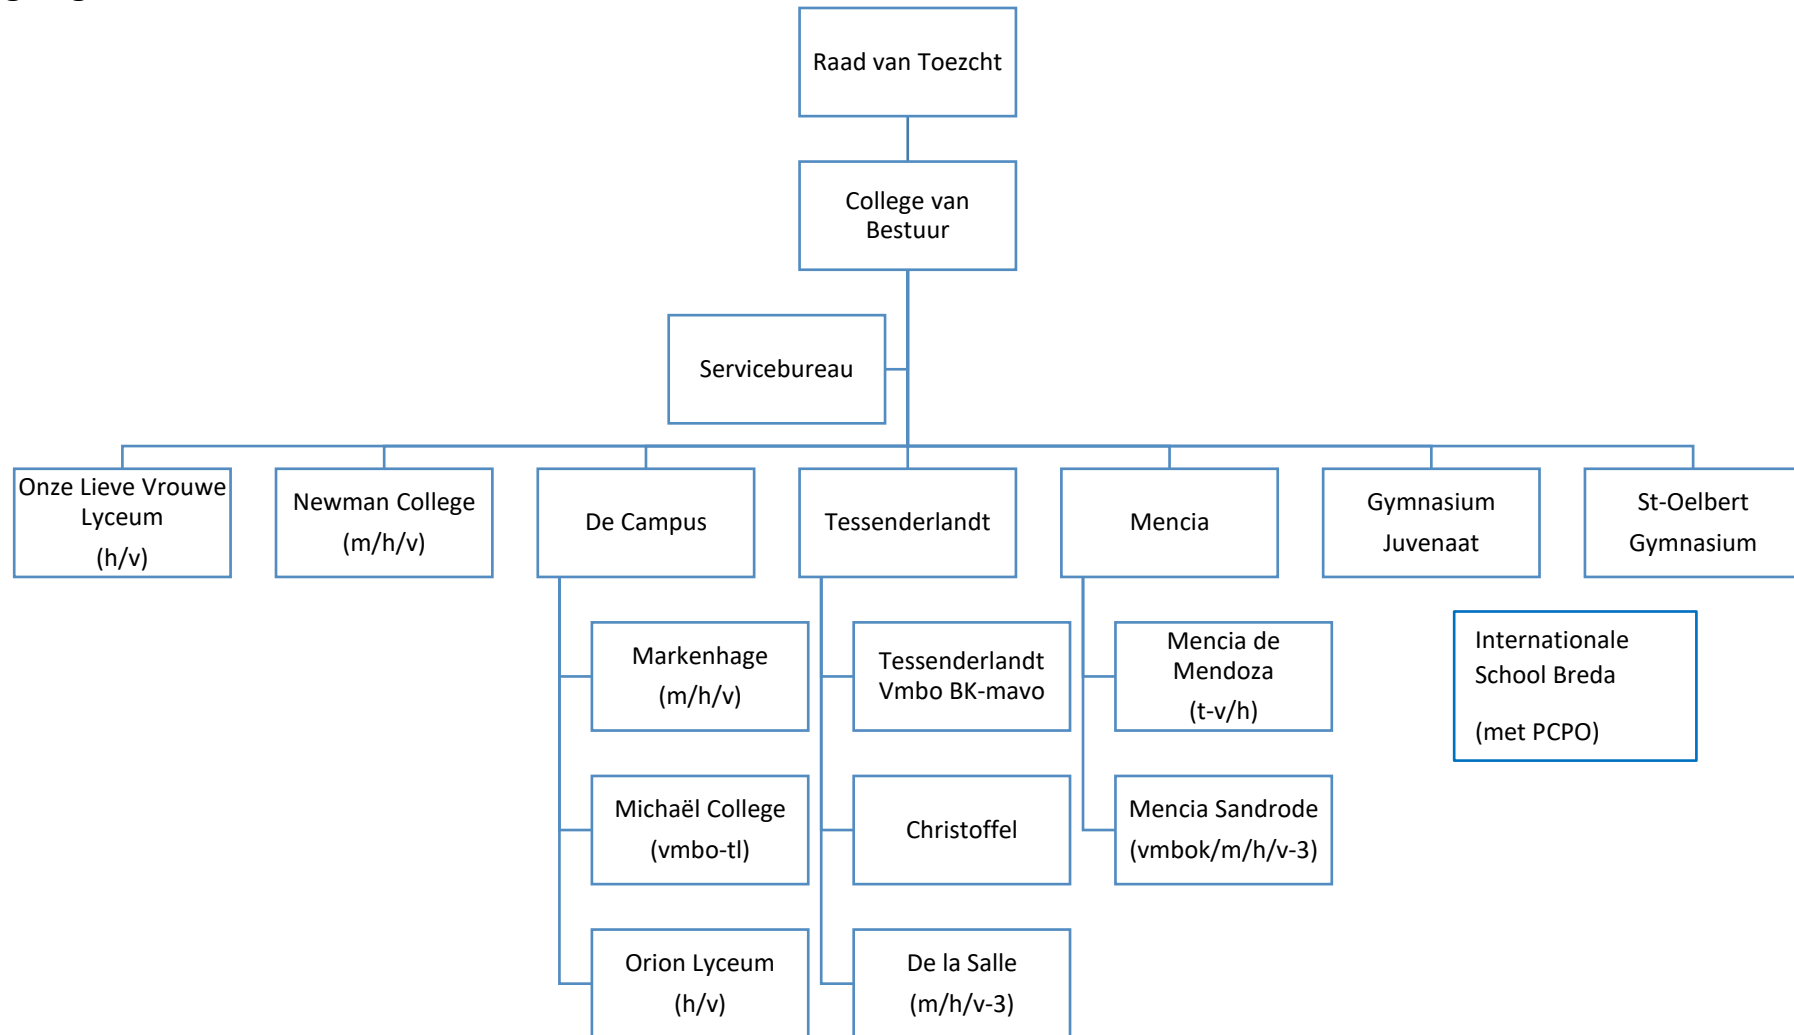 Raad van Toezcht
College van
Bestuur
Servicebureau
Onze Lieve Vrouwe
Lyceum
(h/v)
Newman College
(m/h/v)
De Campus
Tessenderlandt
Mencia
Gymnasium
Juvenaat
St-Oelbert
Gymnasium
Markenhage
(m/h/v)
Tessenderlandt
Vmbo BK-mavo
Mencia de
Mendoza
(t-v/h)
Internationale
School Breda
(met PCPO)
Michaël College
(vmbo-tl)
Christoffel
Mencia Sandrode
(vmbok/m/h/v-3)
Orion Lyceum
(h/v)
De la Salle
(m/h/v-3)